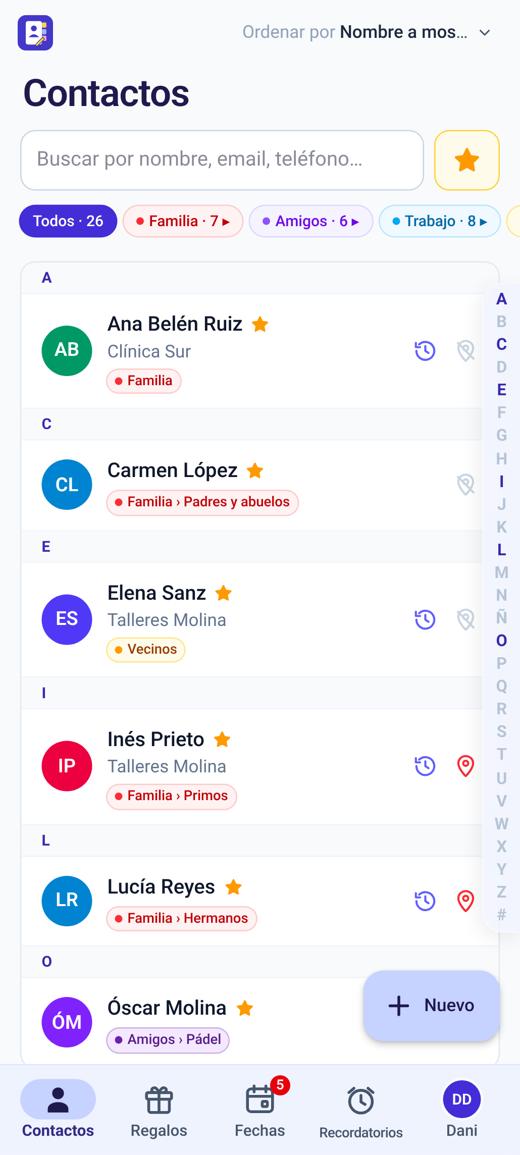 Ordenar por Nombre a mos...
Contactos
Buscar por nombre, email, teléfono...
Todos · 26
Familia · 7 ▸
Amigos · 6 ▸
Trabajo · 8 ▸
A
AB
Ana Belén Ruiz
Clínica Sur
Familia
C
CL
Carmen López
Familia › Padres y abuelos
E
ES
Elena Sanz
Talleres Molina
Vecinos
I
IP
Inés Prieto
Talleres Molina
Familia › Primos
L
LR
Lucía Reyes
Familia › Hermanos
O
ÓM
Óscar Molina
Amigos › Pádel
A
B
C
D
E
F
G
H
I
J
K
L
M
N
Ñ
O
P
Q
R
S
T
U
V
W
X
Y
Z
#
Nuevo
Contactos
Regalos
5
Fechas
Recordatorios
DD
Dani